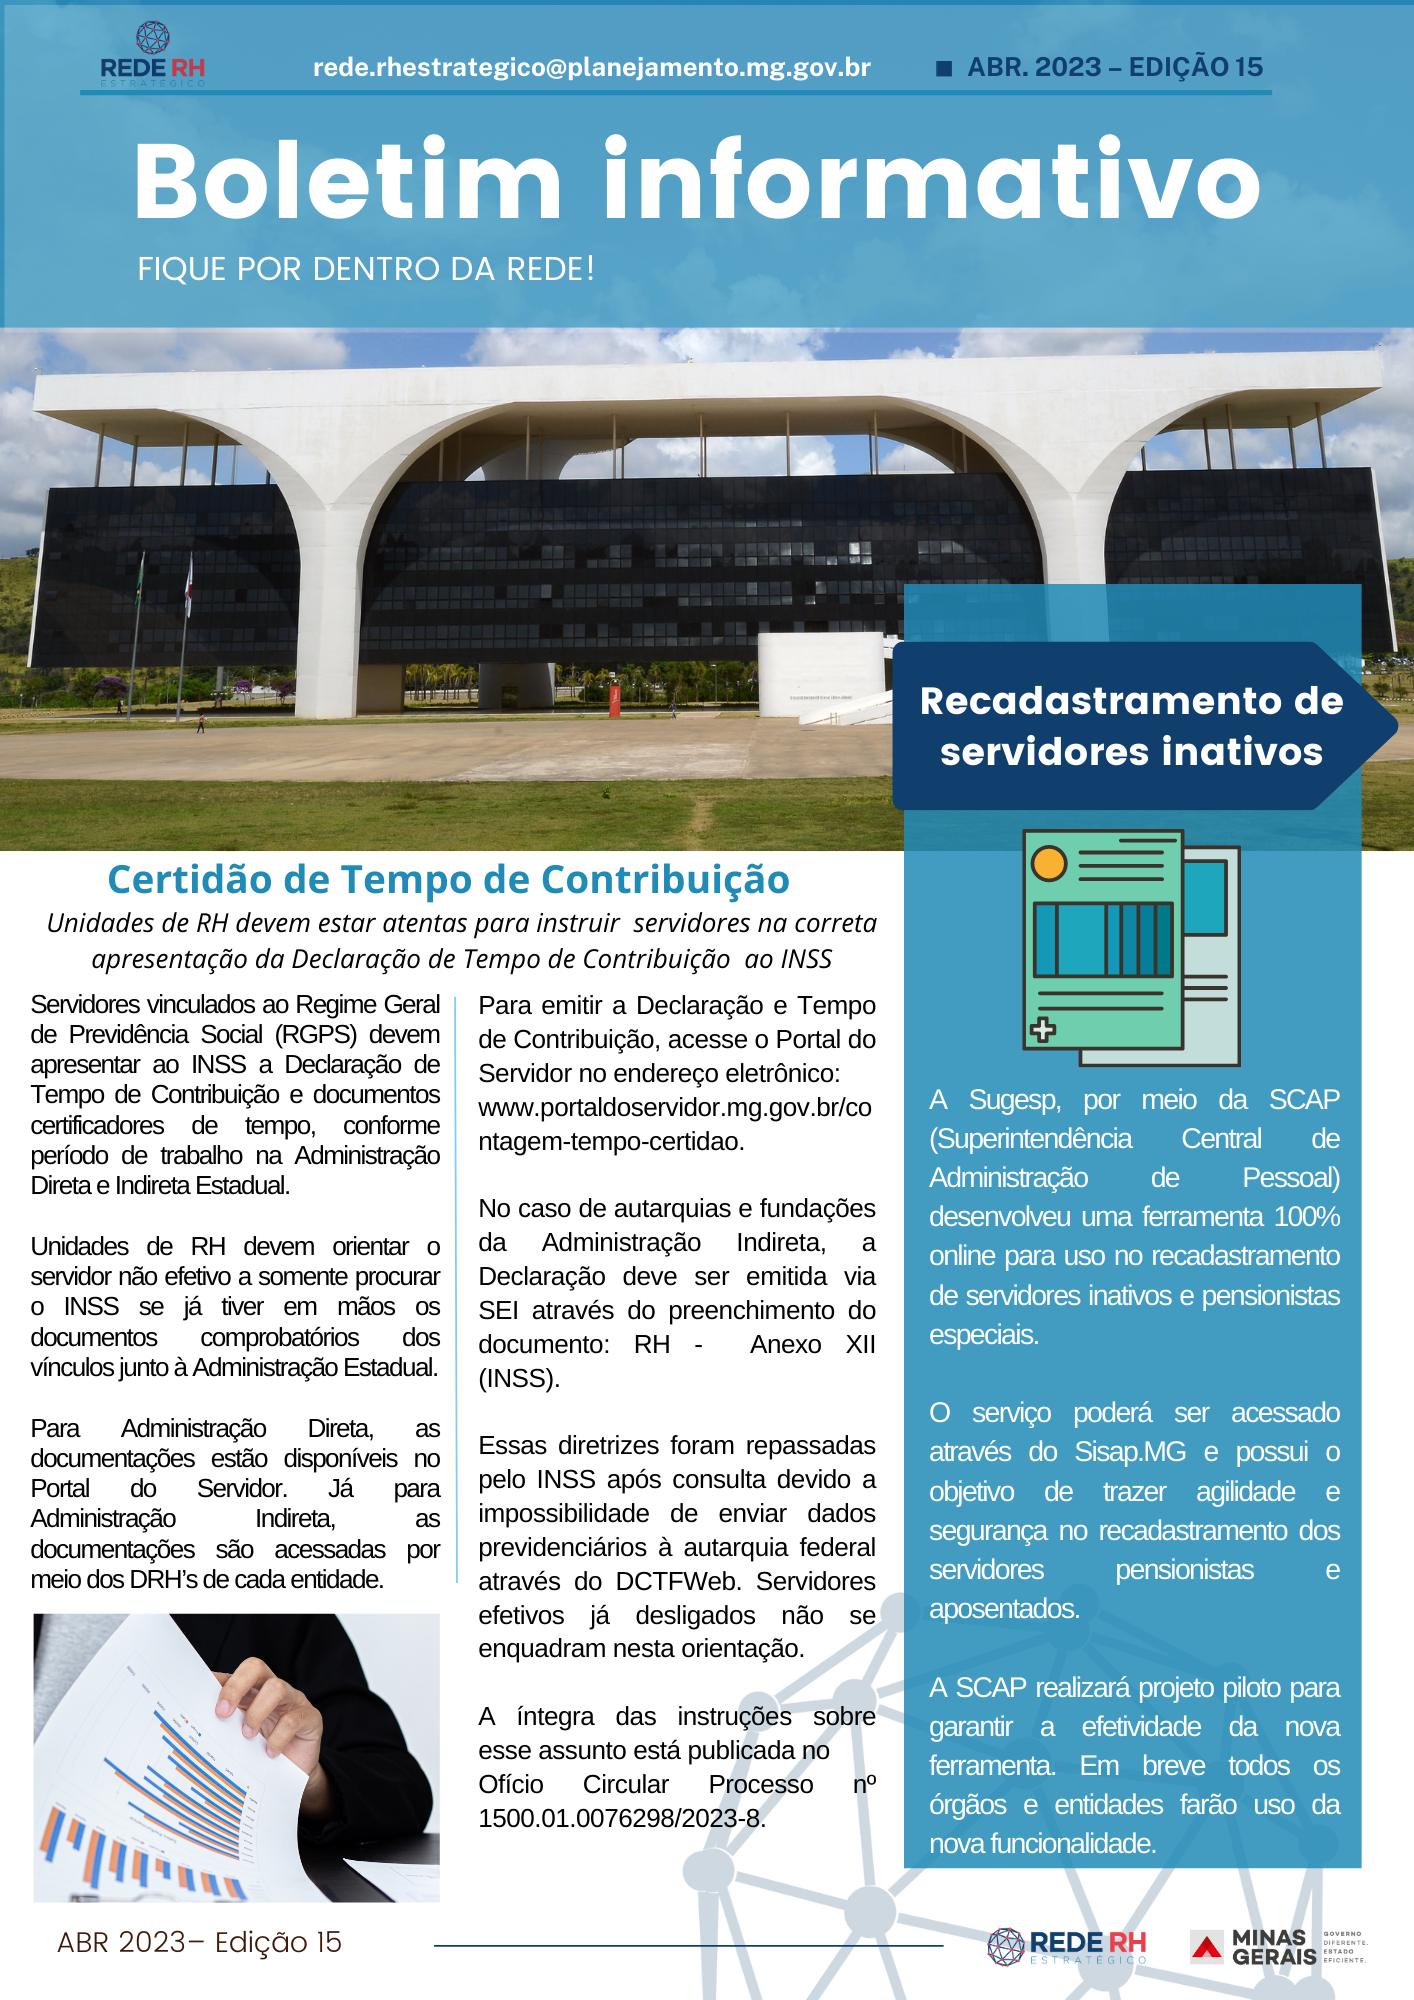 REDE RH
ESTRATÉGICO
rede.rhestrategico@planejamento.mg.gov.br
ABR. 2023 – EDIÇÃO 15
Boletim informativo
FIQUE POR DENTRO DA REDE!
Recadastramento de
servidores inativos
Certidão de Tempo de Contribuição
Unidades de RH devem estar atentas para instruir servidores na correta
apresentação da Declaração de Tempo de Contribuição ao INSS
Servidores vinculados ao Regime Geral
de Previdência Social (RGPS) devem
apresentar ao INSS a Declaração de
Tempo de Contribuição e documentos
certificadores de tempo, conforme
período de trabalho na Administração
Direta e Indireta Estadual.
Unidades de RH devem orientar o
servidor não efetivo a somente procurar
o INSS se já tiver em mãos os
documentos comprobatórios dos
vínculos junto à Administração Estadual.
Para Administração Direta, as
documentações estão disponíveis no
Portal do Servidor. Já para
Administração Indireta, as
documentações são acessadas por
meio dos DRH's de cada entidade.
Para emitir a Declaração e Tempo
de Contribuição, acesse o Portal do
Servidor no endereço eletrônico:
www.portaldoservidor.mg.gov.br/co
ntagem-tempo-certidao.
No caso de autarquias e fundações
da Administração Indireta, a
Declaração deve ser emitida via
SEI através do preenchimento do
documento: RH - Anexo XII
(INSS).
Essas diretrizes foram repassadas
pelo INSS após consulta devido a
impossibilidade de enviar dados
previdenciários à autarquia federal
através do DCTFWeb. Servidores
efetivos já desligados não se
enquadram nesta orientação.
A íntegra das instruções sobre
esse assunto está publicada no
Ofício Circular Processo nº
1500.01.0076298/2023-8.
A Sugesp, por meio da SCAP
(Superintendência Central de
Administração de Pessoal)
desenvolveu uma ferramenta 100%
online para uso no recadastramento
de servidores inativos e pensionistas
especiais.
O serviço poderá ser acessado
através do Sisap.MG e possui o
objetivo de trazer agilidade e
segurança no recadastramento dos
servidores pensionistas e
aposentados.
A SCAP realizará projeto piloto para
garantir a efetividade da nova
ferramenta. Em breve todos os
órgãos e entidades farão uso da
nova funcionalidade.
ABR 2023– Edição 15
REDE RH
ESTRATÉGICO
MINAS
GERAIS
GOVERNO
DIFERENTE.
ESTADO
EFICIENTE.